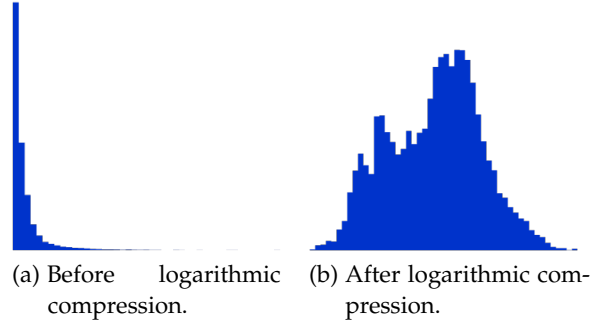 (a) Before logarithmic
compression.
(b) After logarithmic com-
pression.